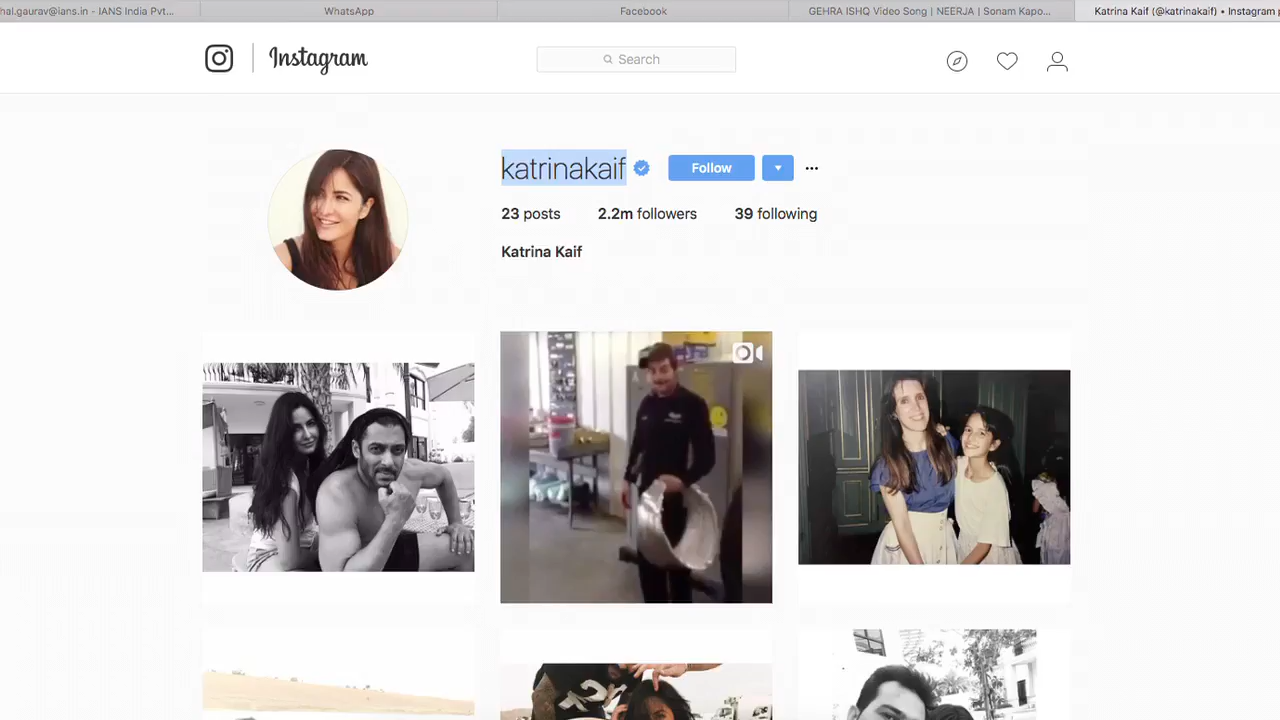 hal.gaurav@ians.in - IANS India Pvt... WhatsApp Facebook GEHRA ISHQ Video Song | NEERJA | Sonam Kapo... Katrina Kaif (@katrinakaif) • Instagram p
Instagram Search
katrinakaif Follow
23 posts 2.2m followers 39 following
Katrina Kaif